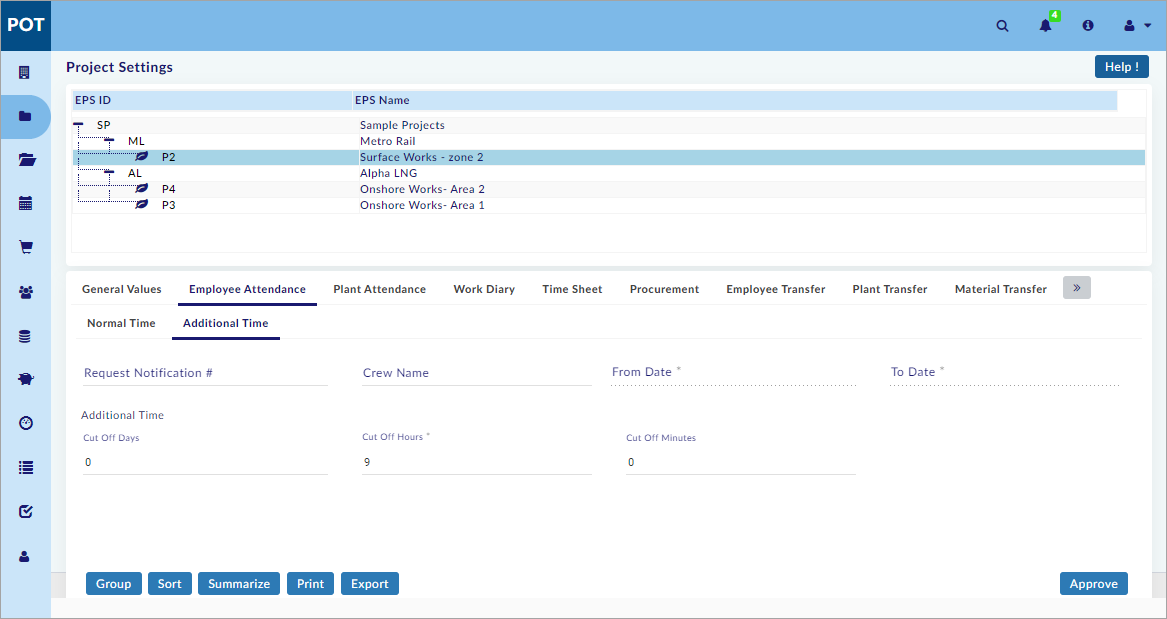 POT
4
Project Settings
Help !
EPS ID EPS Name
SP Sample Projects
ML Metro Rail
P2 Surface Works - zone 2
AL Alpha LNG
P4 Onshore Works- Area 2
P3 Onshore Works- Area 1
General Values Employee Attendance Plant Attendance Work Diary Time Sheet Procurement Employee Transfer Plant Transfer Material Transfer »
Normal Time Additional Time
Request Notification # Crew Name From Date * To Date *
Additional Time
Cut Off Days Cut Off Hours * Cut Off Minutes
0 9 0
Group Sort Summarize Print Export Approve